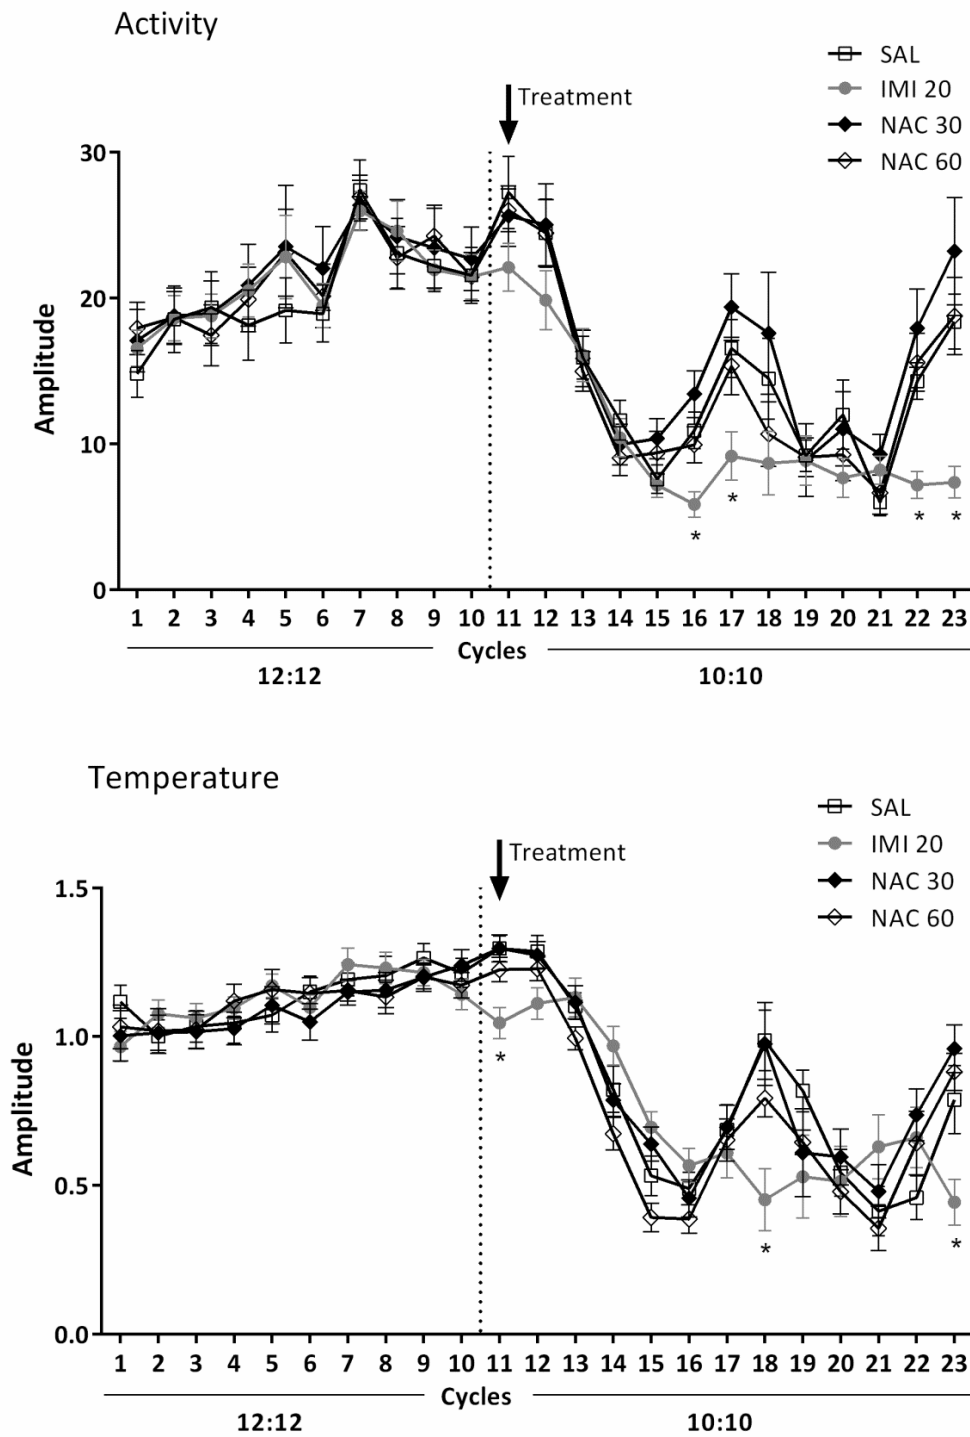 Activity
SAL
IMI 20
NAC 30
NAC 60
Treatment
30
20
10
0
Amplitude
1 2 3 4 5 6 7 8 9 10 11 12 13 14 15 16 17 18 19 20 21 22 23
* * * *
Cycles
12:12 10:10
Temperature
SAL
IMI 20
NAC 30
NAC 60
Treatment
1.5
1.0
0.5
0.0
Amplitude
* * *
1 2 3 4 5 6 7 8 9 10 11 12 13 14 15 16 17 18 19 20 21 22 23
Cycles
12:12 10:10